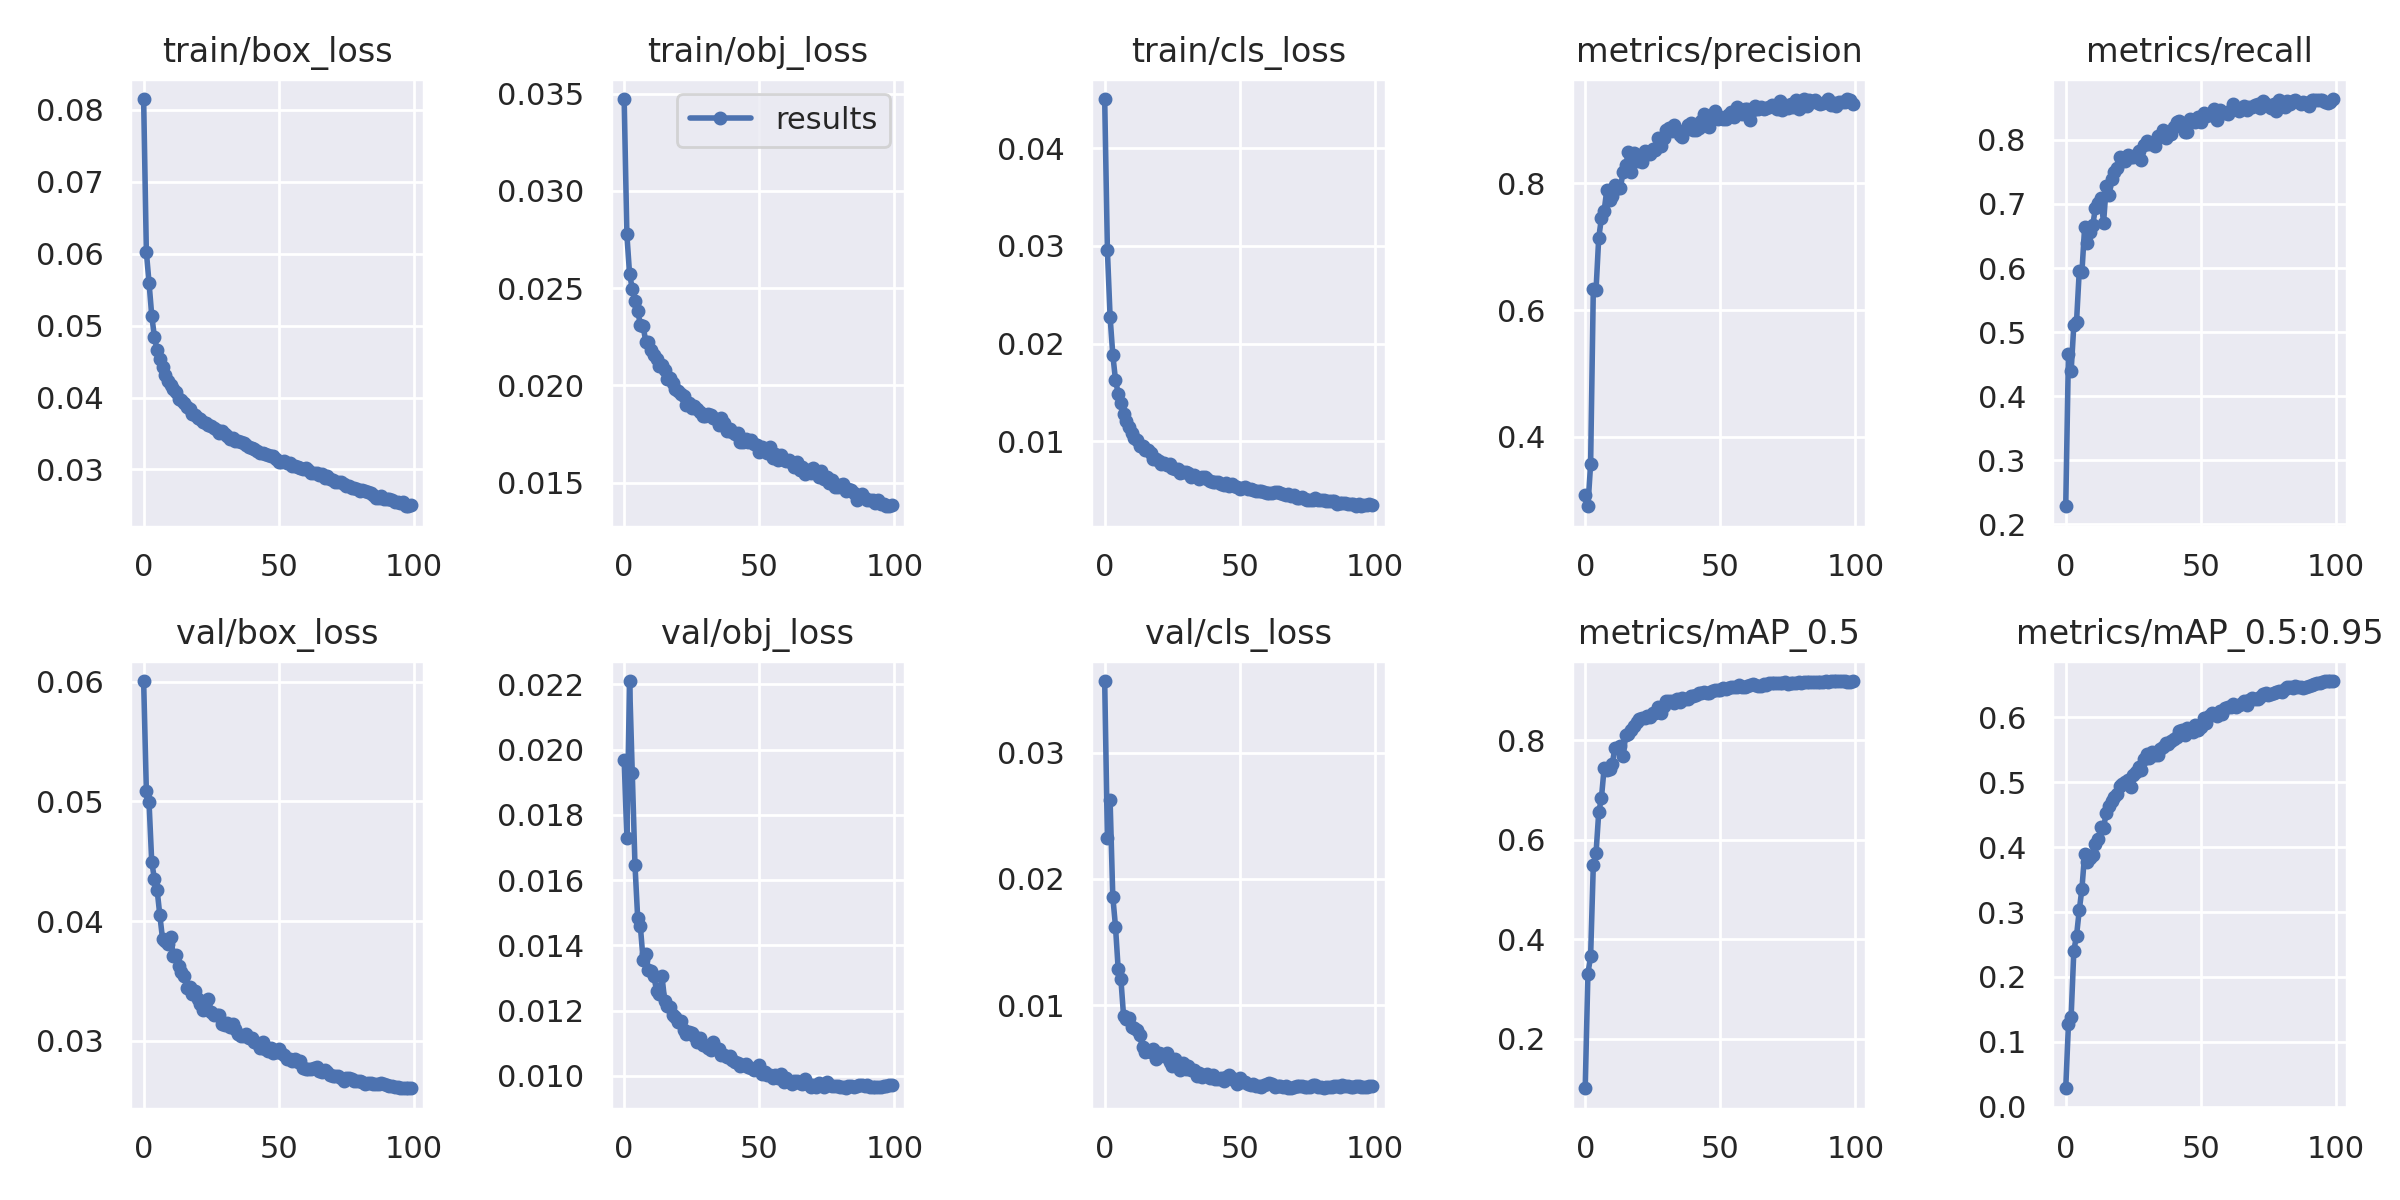 train/box_loss
train/obj_loss
train/cls_loss
metrics/precision
metrics/recall
0.08
0.07
0.06
0.05
0.04
0.03
0 50 100
0.035
0.030
0.025
0.020
0.015
results
0 50 100
0.04
0.03
0.02
0.01
0 50 100
0.8
0.6
0.4
0 50 100
0.8
0.7
0.6
0.5
0.4
0.3
0.2
0 50 100
val/box_loss
val/obj_loss
val/cls_loss
metrics/mAP_0.5
metrics/mAP_0.5:0.95
0.06
0.05
0.04
0.03
0 50 100
0.022
0.020
0.018
0.016
0.014
0.012
0.010
0 50 100
0.03
0.02
0.01
0 50 100
0.8
0.6
0.4
0.2
0 50 100
0.6
0.5
0.4
0.3
0.2
0.1
0.0
0 50 100